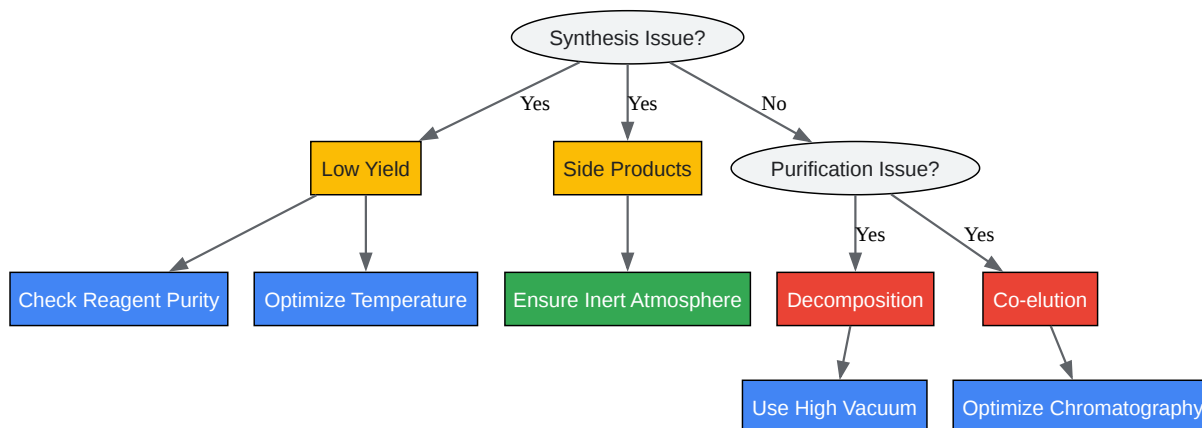 Synthesis Issue?
Yes
Yes
No
Low Yield
Side Products
Purification Issue?
Yes
Yes
Check Reagent Purity
Optimize Temperature
Ensure Inert Atmosphere
Decomposition
Co-elution
Use High Vacuum
Optimize Chromatography